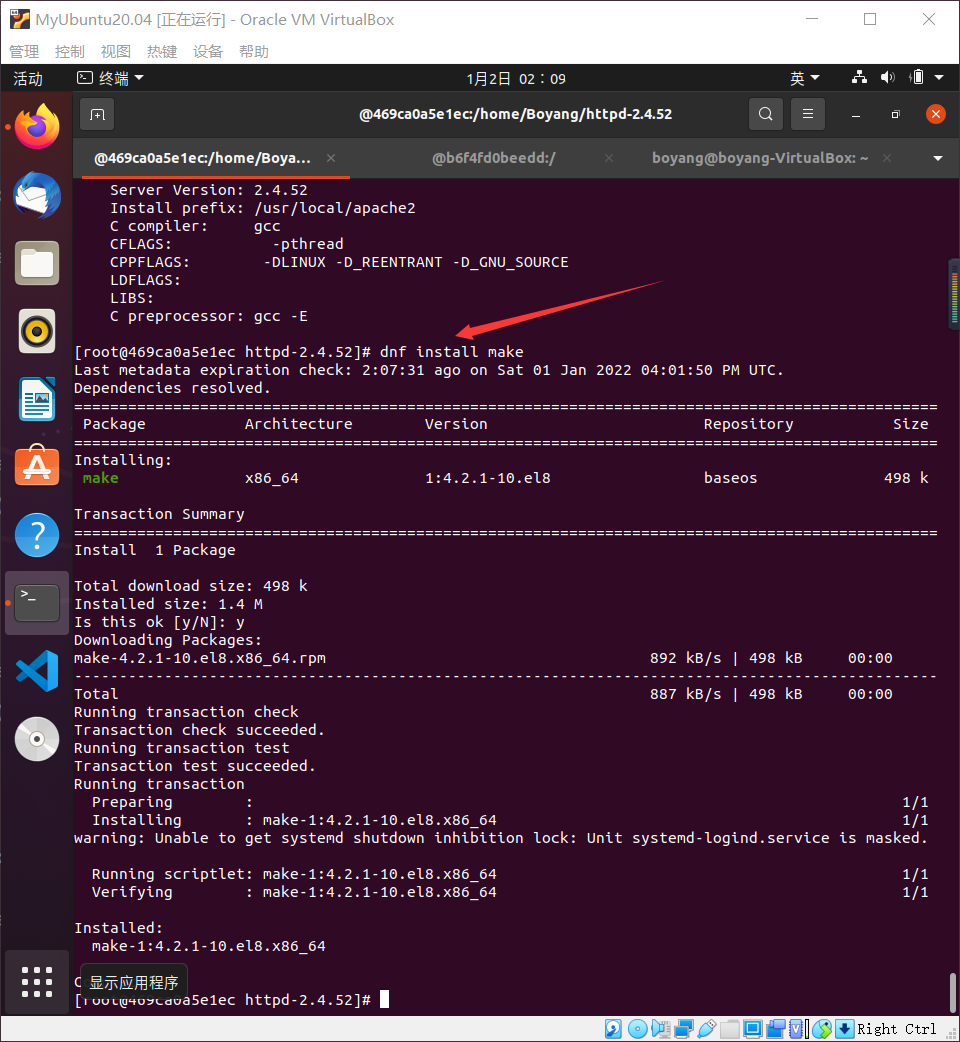 MyUbuntu20.04 [正在运行] - Oracle VM VirtualBox
管理 控制 视图 热键 设备 帮助
活动 终端 1月2日 02：09 英
@469ca0a5e1ec:/home/Boyang/httpd-2.4.52
@469ca0a5e1ec:/home/Boya... @b6f4fd0beedd:/ boyang@boyang-VirtualBox: ~
Server Version: 2.4.52
Install prefix: /usr/local/apache2
C compiler: gcc
CFLAGS: -pthread
CPPFLAGS: -DLINUX -D_REENTRANT -D_GNU_SOURCE
LDFLAGS:
LIBS:
C preprocessor: gcc -E
[root@469ca0a5e1ec httpd-2.4.52]# dnf install make
Last metadata expiration check: 2:07:31 ago on Sat 01 Jan 2022 04:01:50 PM UTC.
Dependencies resolved.
================================================================================================
Package Architecture Version Repository Size
================================================================================================
Installing:
make x86_64 1:4.2.1-10.el8 baseos 498 k
Transaction Summary
================================================================================================
Install 1 Package
Total download size: 498 k
Installed size: 1.4 M
Is this ok [y/N]: y
Downloading Packages:
make-4.2.1-10.el8.x86_64.rpm 892 kB/s | 498 kB 00:00
------------------------------------------------------------------------------------------------
Total 887 kB/s | 498 kB 00:00
Running transaction check
Transaction check succeeded.
Running transaction test
Transaction test succeeded.
Running transaction
Preparing : 1/1
Installing : make-1:4.2.1-10.el8.x86_64 1/1
warning: Unable to get systemd shutdown inhibition lock: Unit systemd-logind.service is masked.
Running scriptlet: make-1:4.2.1-10.el8.x86_64 1/1
Verifying : make-1:4.2.1-10.el8.x86_64 1/1
Installed:
make-1:4.2.1-10.el8.x86_64
显示应用程序
[root@469ca0a5e1ec httpd-2.4.52]#
Right Ctrl